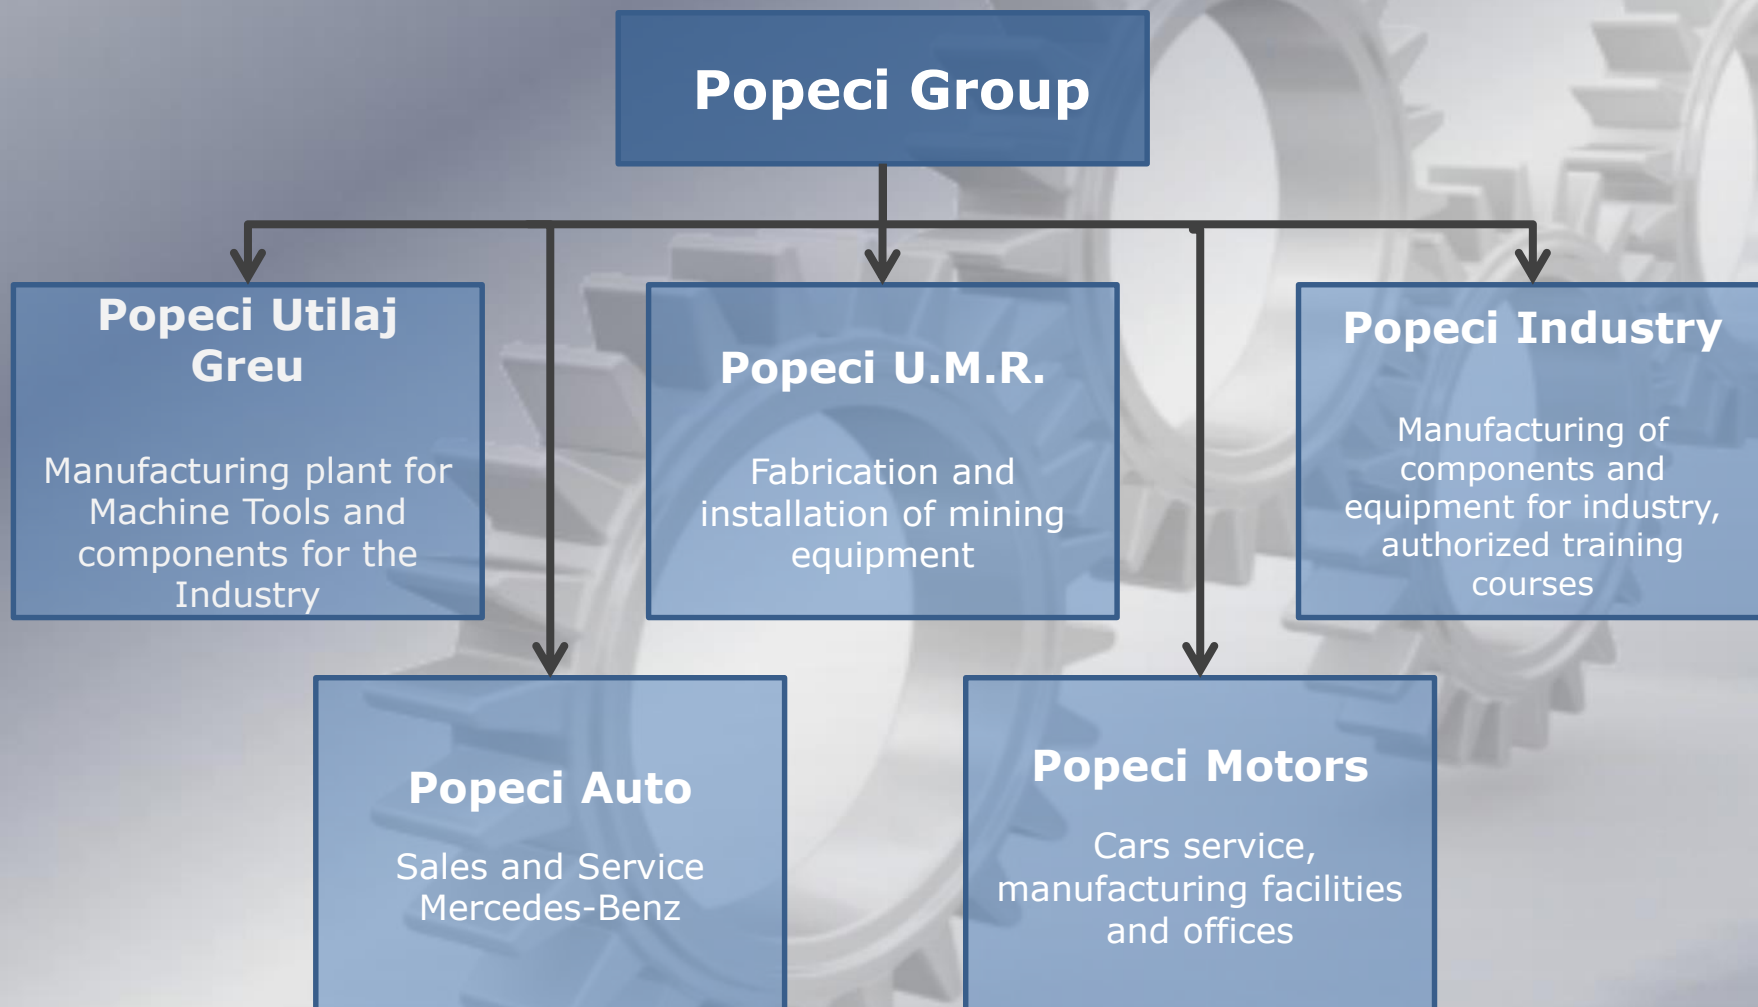 Popeci Group
Popeci Utilaj
Greu
Manufacturing plant for
Machine Tools and
components for the
Industry
Popeci U.M.R.
Fabrication and
installation of mining
equipment
Popeci Industry
Manufacturing of
components and
equipment for industry,
authorized training
courses
Popeci Auto
Sales and Service
Mercedes-Benz
Popeci Motors
Cars service,
manufacturing facilities
and offices